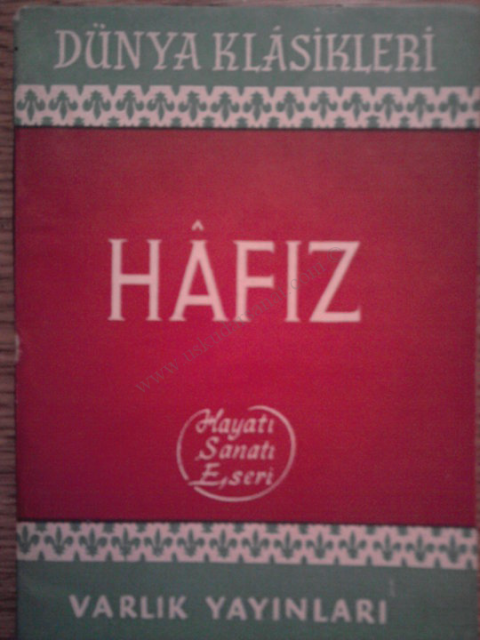 DÜNYA KLÂSİKLERİ
HÂFIZ
Hayatı
Sanatı
Eseri
VARLIK YAYINLARI